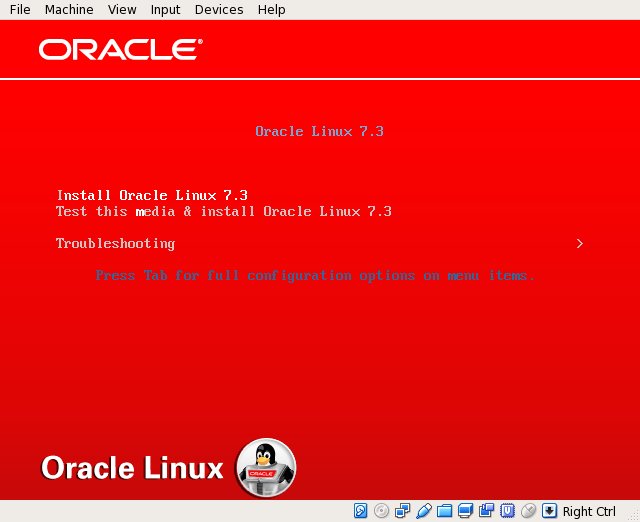 File Machine View Input Devices Help
ORACLE®
Oracle Linux 7.3
Install Oracle Linux 7.3
Test this media & install Oracle Linux 7.3
Troubleshooting >
Press Tab for full configuration options on menu items.
Oracle Linux
ORACLE
Right Ctrl